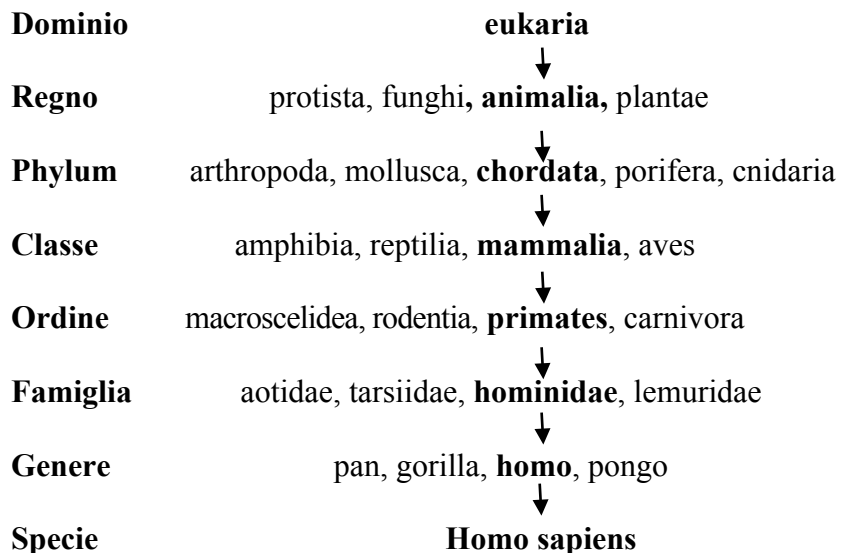 Dominio eukaria
Regno protista, funghi, animalia, plantae
Phylum arthropoda, mollusca, chordata, porifera, cnidaria
Classe amphibia, reptilia, mammalia, aves
Ordine macroscelidea, rodentia, primates, carnivora
Famiglia aotidae, tarsiidae, hominidae, lemuridae
Genere pan, gorilla, homo, pongo
Specie Homo sapiens